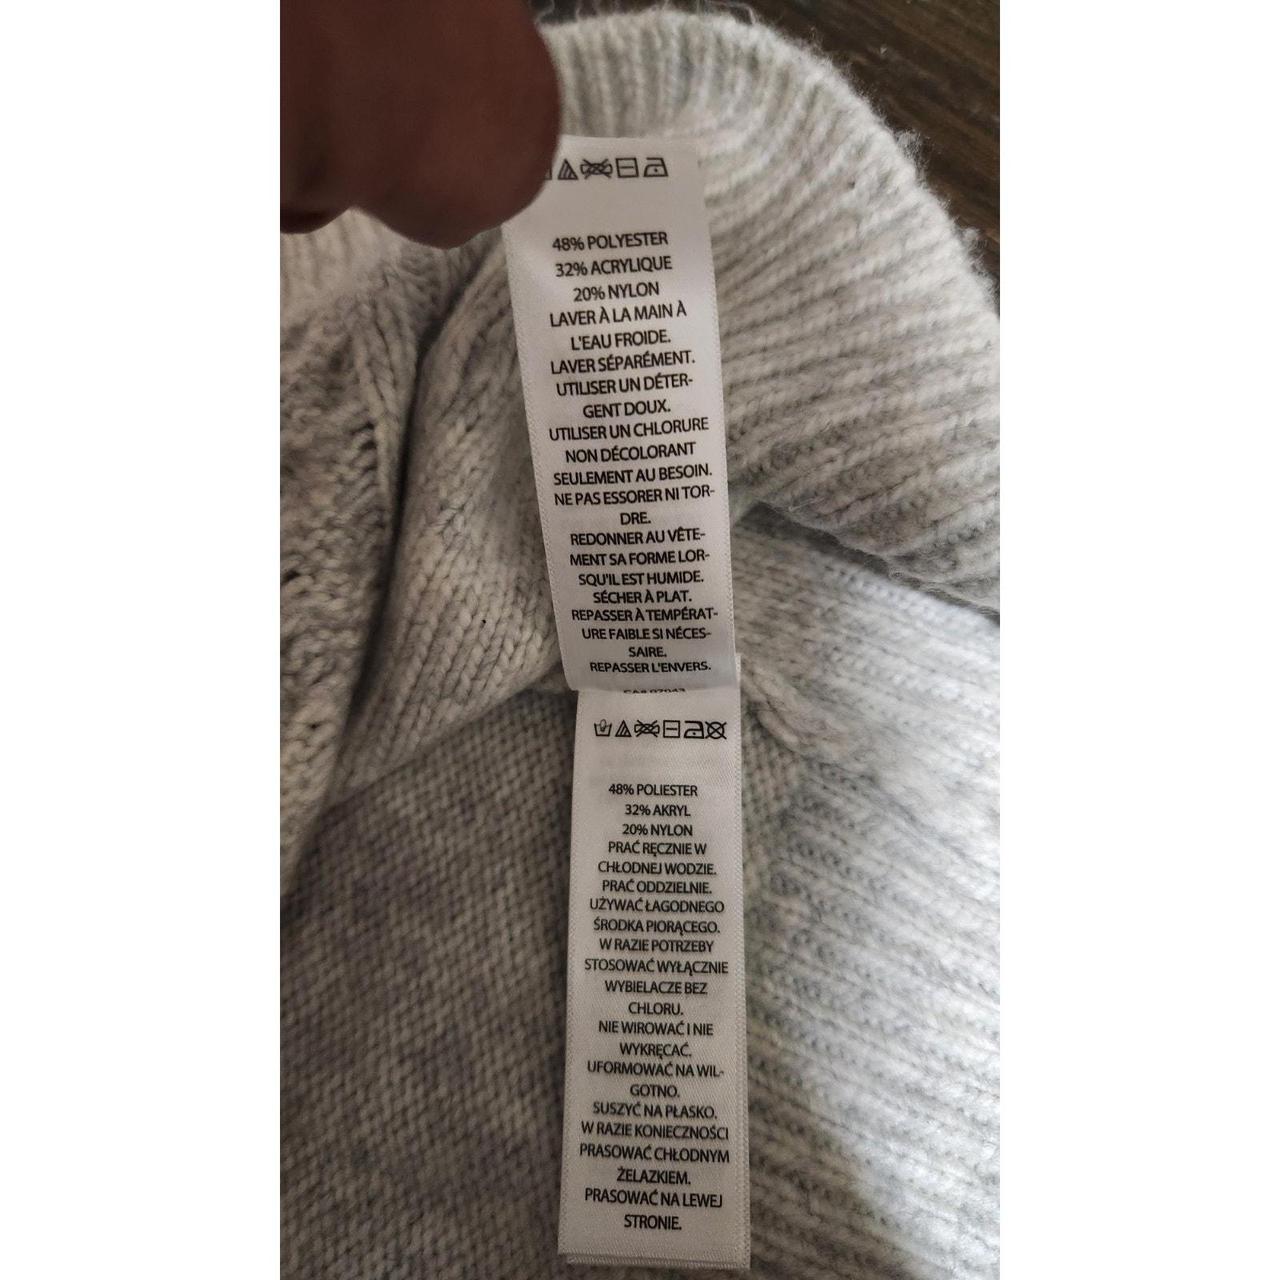 48% POLYESTER
32% ACRYLIQUE
20% NYLON
LAVER À LA MAIN À
L'EAU FROIDE.
LAVER SÉPARÉMENT.
UTILISER UN DÉTER-
GENT DOUX.
UTILISER UN CHLORURE
NON DÉCOLORANT
SEULEMENT AU BESOIN.
NE PAS ESSORER NI TOR-
DRE.
REDONNER AU VÊTE-
MENT SA FORME LOR-
SQU'IL EST HUMIDE.
SÉCHER À PLAT.
REPASSER À TEMPÉRAT-
URE FAIBLE SI NÉCES-
SAIRE.
REPASSER L'ENVERS.
48% POLIESTER
32% AKRYL
20% NYLON
PRAĆ RĘCZNIE W
CHŁODNEJ WODZIE.
PRAĆ ODDZIELNIE.
UŻYWAĆ ŁAGODNEGO
ŚRODKA PIORĄCEGO.
W RAZIE POTRZEBY
STOSOWAĆ WYŁĄCZNIE
WYBIELACZE BEZ
CHLORU.
NIE WIROWAĆ I NIE
WYKRĘCAĆ.
UFORMOWAĆ NA WIL-
GOTNO.
SUSZYĆ NA PŁASKO.
W RAZIE KONIECZNOŚCI
PRASOWAĆ CHŁODNYM
ŻELAZKIEM.
PRASOWAĆ NA LEWEJ
STRONIE.